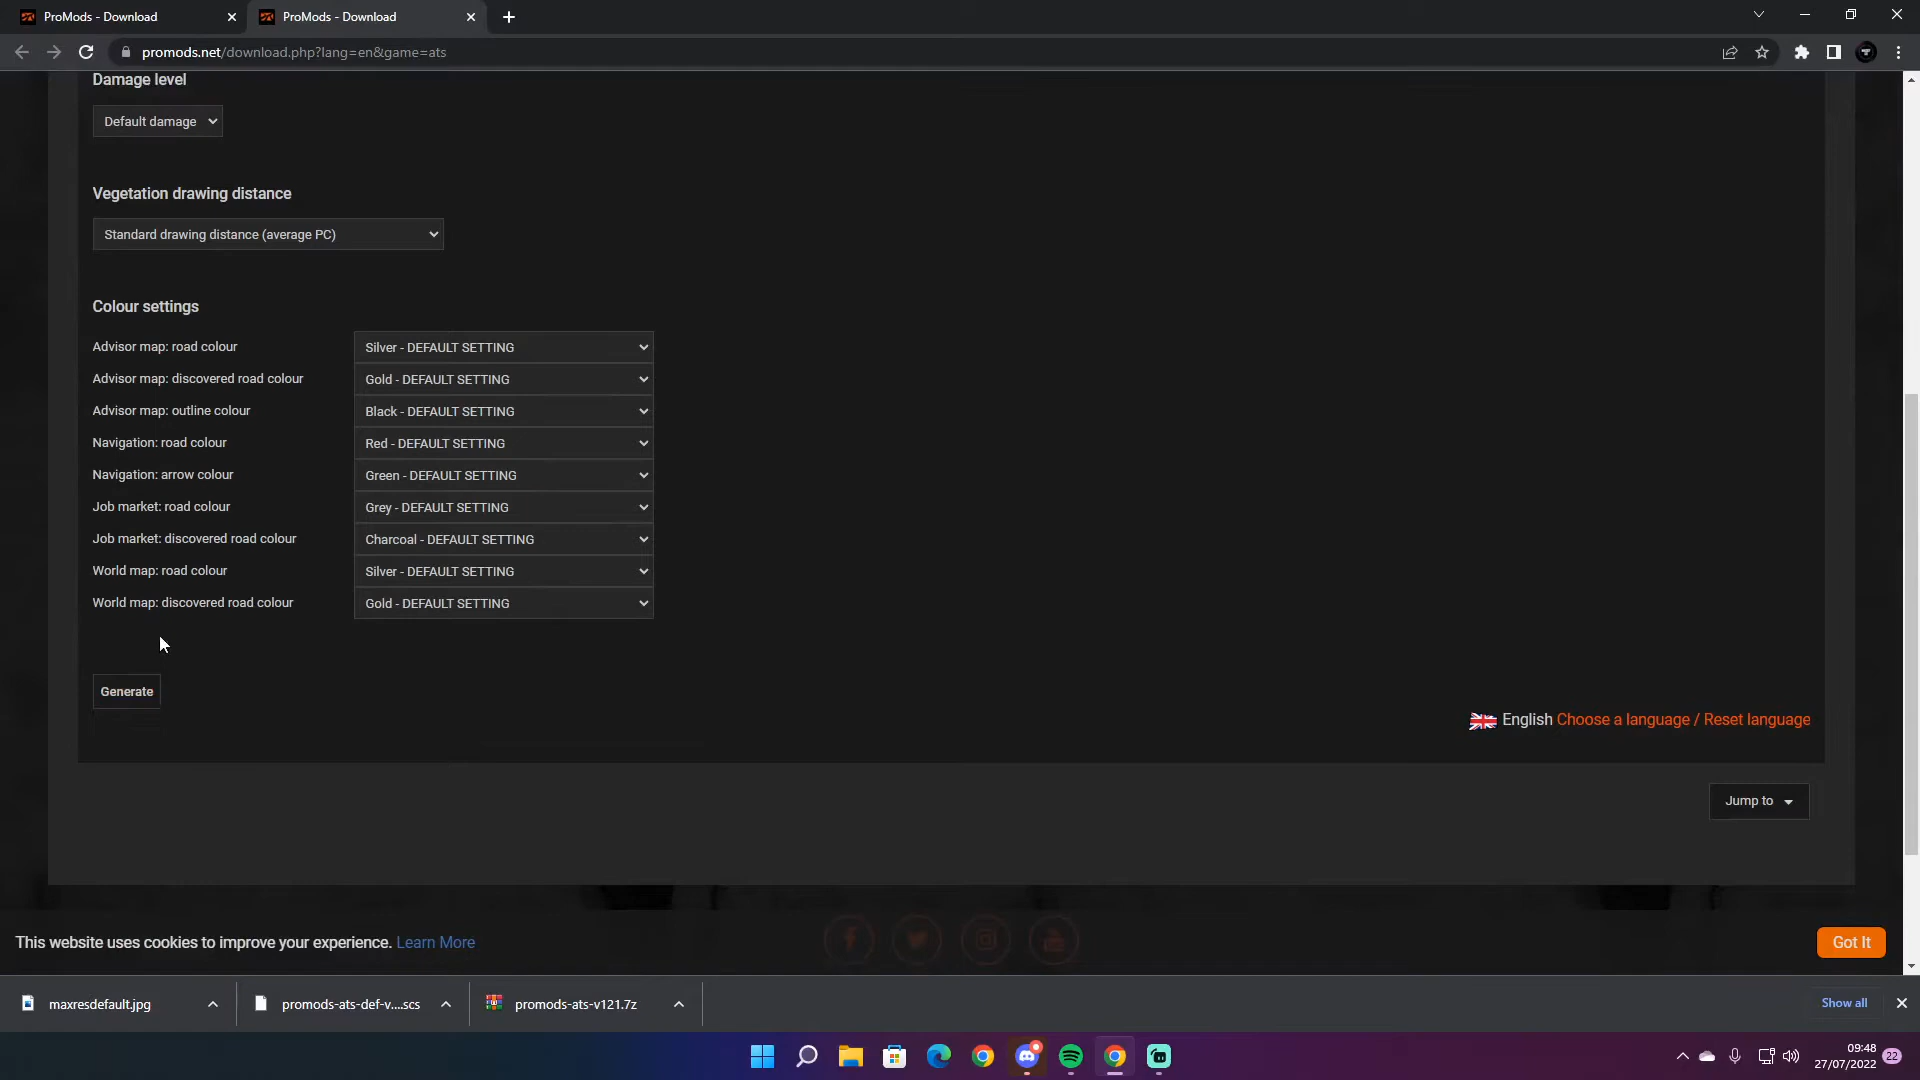 ProMods - Download
ProMods - Download
promods.net/download.php?lang=en&game=ats
Damage level
Default damage
Vegetation drawing distance
Standard drawing distance (average PC)
Colour settings
Advisor map: road colour
Silver - DEFAULT SETTING
Advisor map: discovered road colour
Gold - DEFAULT SETTING
Advisor map: outline colour
Black - DEFAULT SETTING
Navigation: road colour
Red - DEFAULT SETTING
Navigation: arrow colour
Green - DEFAULT SETTING
Job market: road colour
Grey - DEFAULT SETTING
Job market: discovered road colour
Charcoal - DEFAULT SETTING
World map: road colour
Silver - DEFAULT SETTING
World map: discovered road colour
Gold - DEFAULT SETTING
Generate
English Choose a language / Reset language
Jump to
This website uses cookies to improve your experience. Learn More
Got It
maxresdefault.jpg
promods-ats-def-v....scs
promods-ats-v121.7z
Show all
09:48
27/07/2022
22